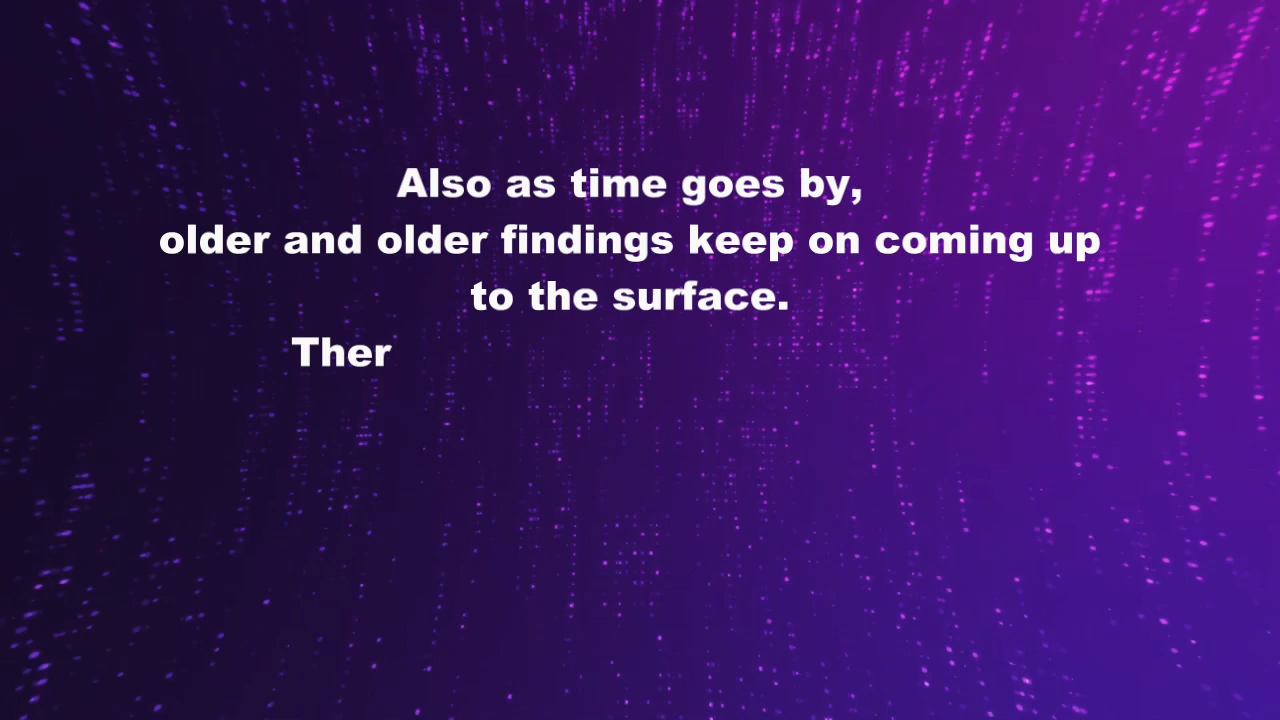 Also as time goes by,
older and older findings keep on coming up
to the surface.
Ther